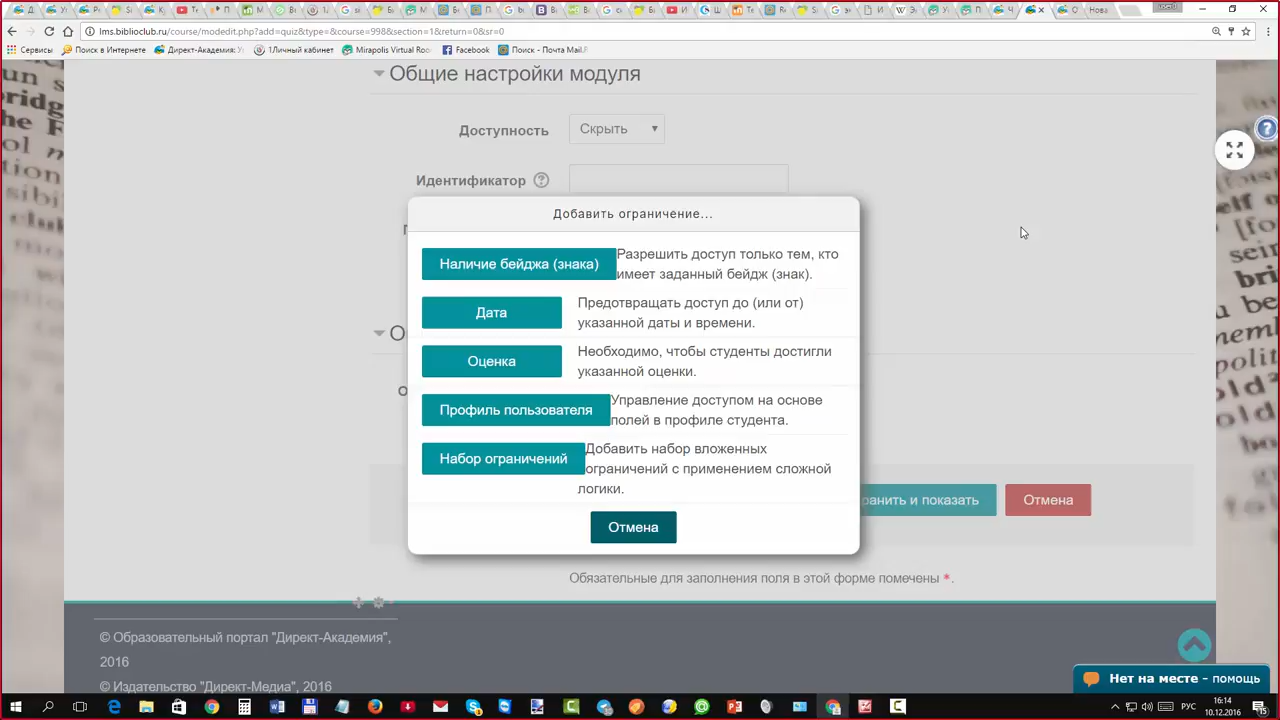 lms.biblioclub.ru/course/modedit.php?add=quiz&type=&course=998&section=1&return=0&sr=0
Сервисы
Поиск в Интернете
Директ-Академия: У
1Личный кабинет
Mirapolis Virtual Roo
Facebook
Поиск - Почта Mail.R
Общие настройки модуля
Доступность
Скрыть
Идентификатор
Добавить ограничение...
Наличие бейджа (знака)
Разрешить доступ только тем, кто
имеет заданный бейдж (знак).
Дата
Предотвращать доступ до (или от)
указанной даты и времени.
Оценка
Необходимо, чтобы студенты достигли
указанной оценки.
Профиль пользователя
Управление доступом на основе
полей в профиле студента.
Набор ограничений
Добавить набор вложенных
ограничений с применением сложной
логики.
Отмена
ранить и показать
Отмена
Обязательные для заполнения поля в этой форме помечены *.
© Образовательный портал "Директ-Академия",
2016
© Издательство "Директ-Медиа", 2016
Нет на месте - помощь
РУС
16:14
10.12.2016